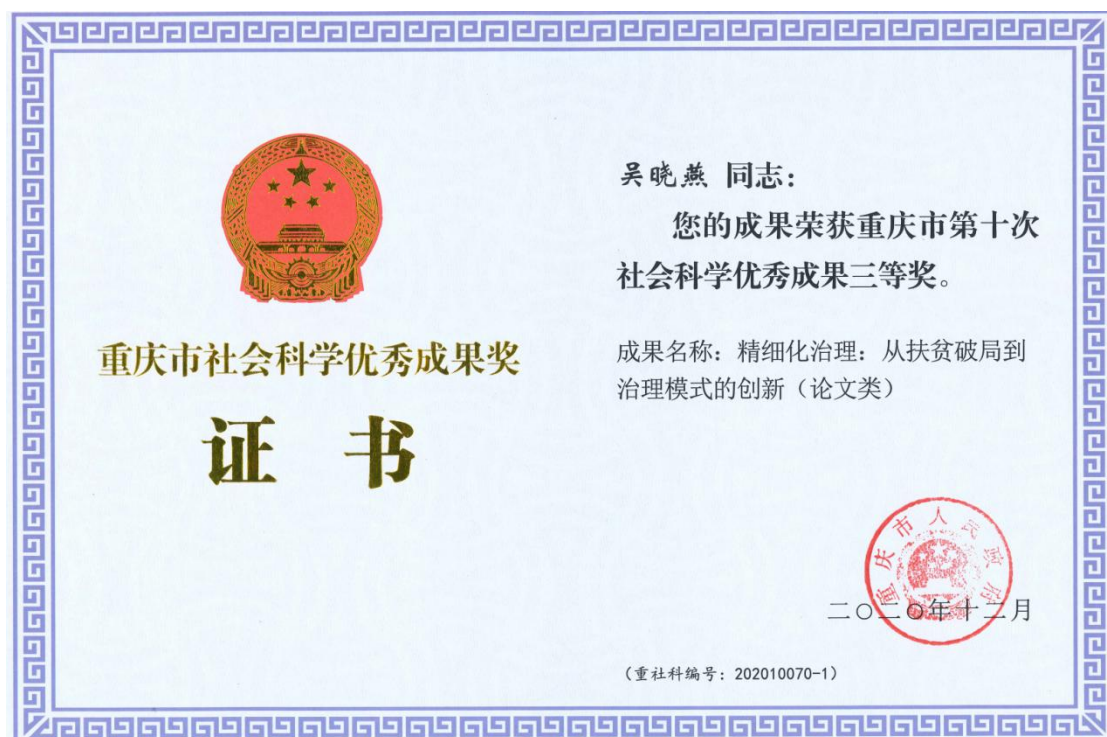 重庆市社会科学优秀成果奖
证 书
吴晓燕 同志：
您的成果荣获重庆市第十次
社会科学优秀成果三等奖。
成果名称：精细化治理：从扶贫破局到
治理模式的创新（论文类）
重庆市人民政府
二〇二〇年十二月
（重社科编号：202010070-1）